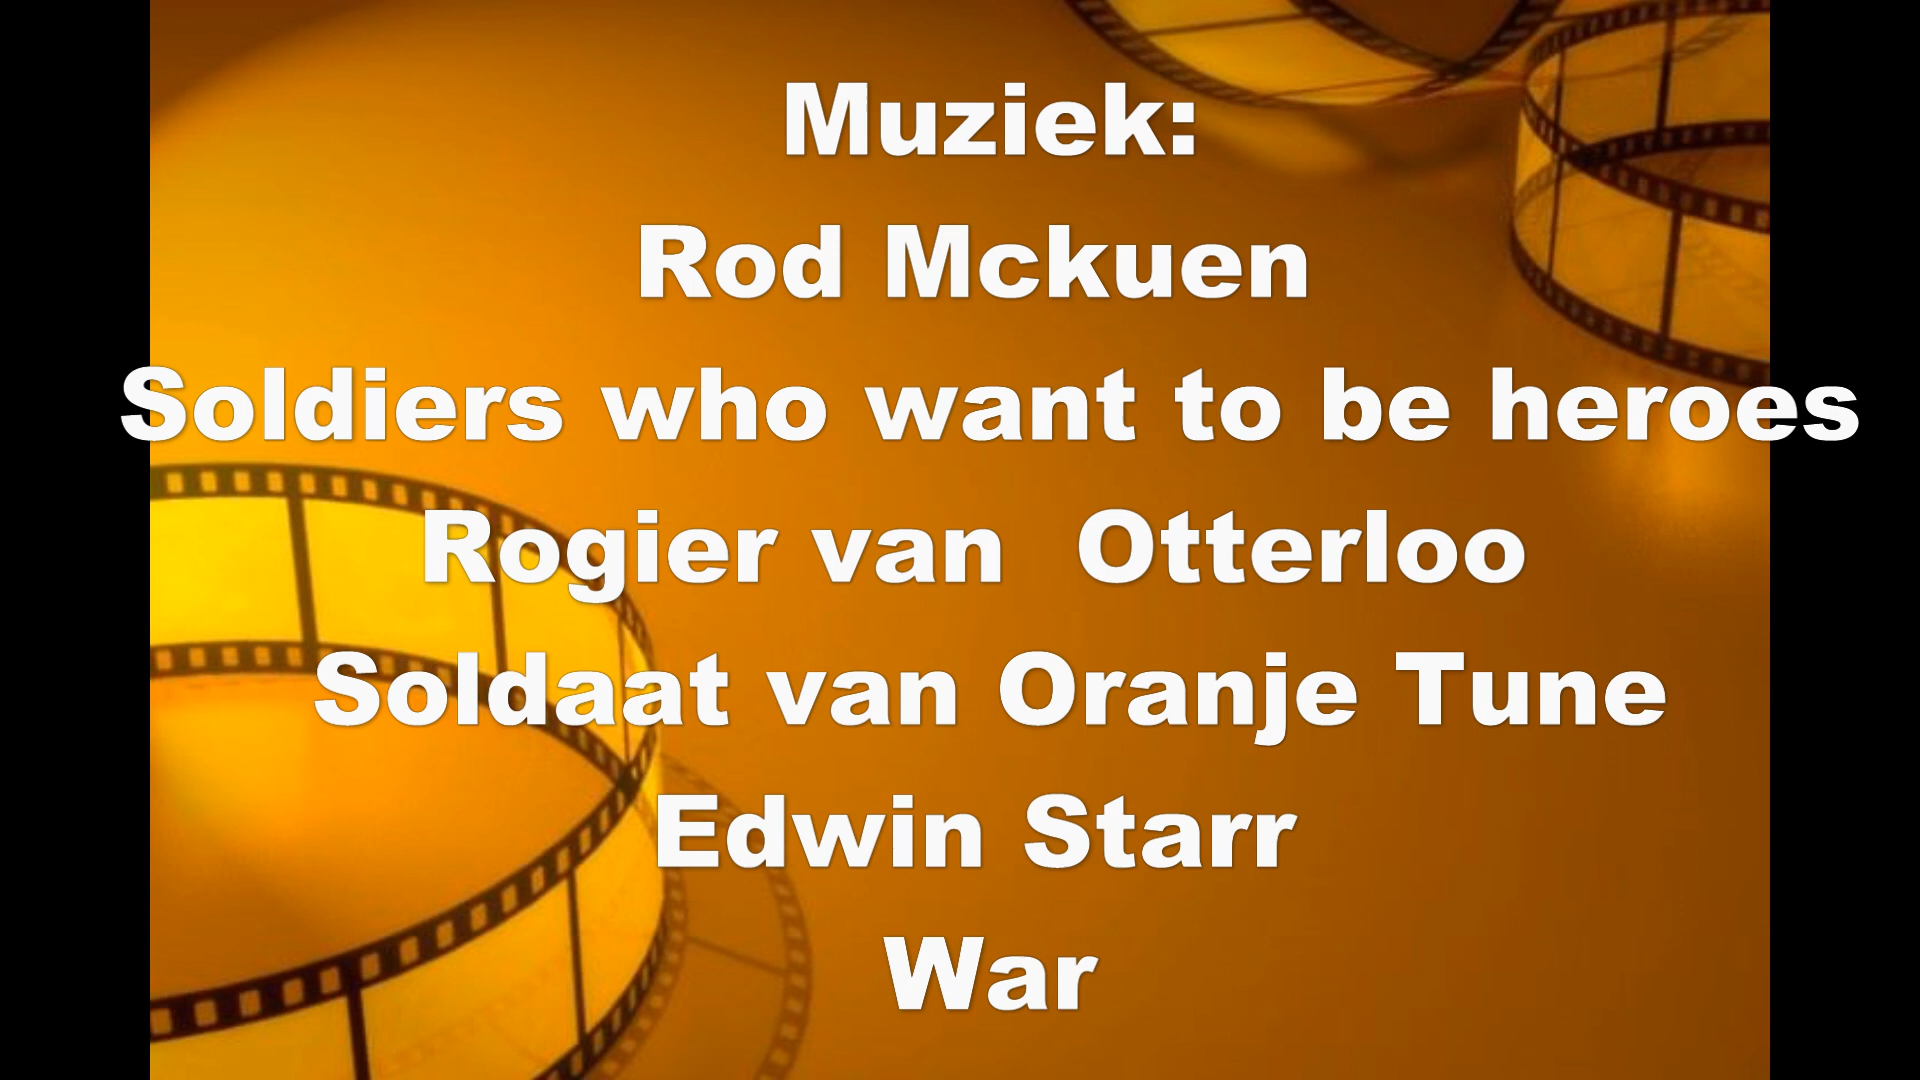 Muziek:
Rod Mckuen
Soldiers who want to be heroes
Rogier van  Otterloo
Soldaat van Oranje Tune
Edwin Starr
War